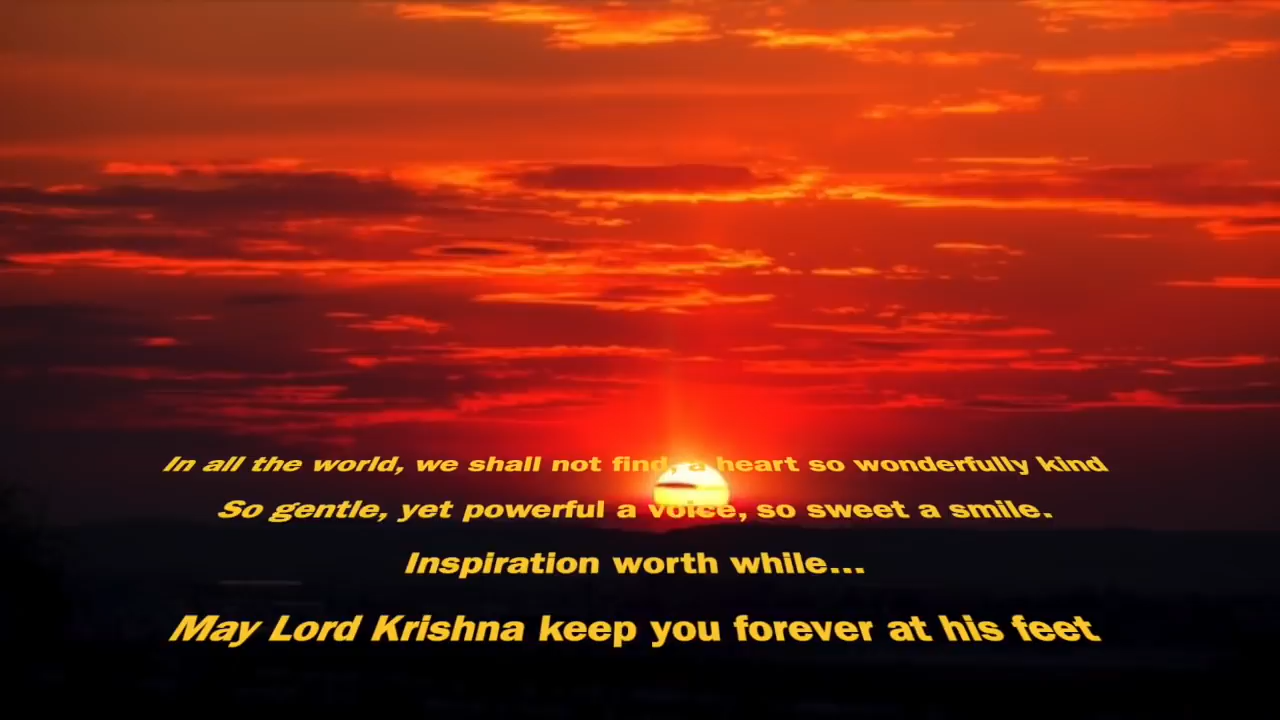 In all the world, we shall not find, a heart so wonderfully kind
So gentle, yet powerful a voice, so sweet a smile.
Inspiration worth while...
May Lord Krishna keep you forever at his feet